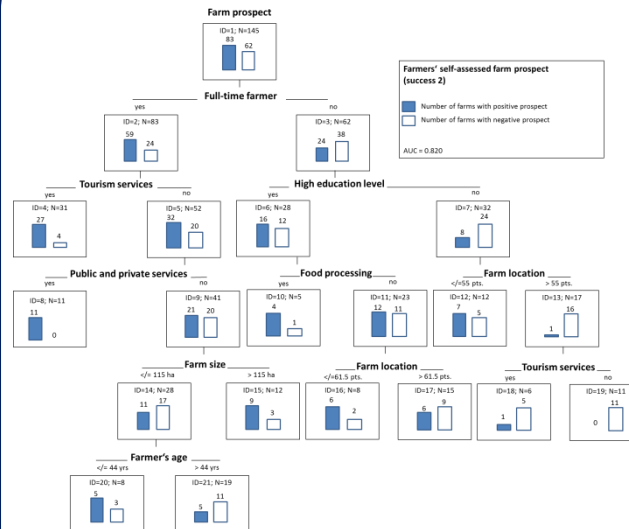 Farm prospect
ID=1; N=145
83
62
Farmers' self-assessed farm prospect
(success 2)
Number of farms with positive prospect
Number of farms with negative prospect
AUC = 0.820
Full-time farmer
yes
no
ID=2; N=83
59
24
ID=3; N=62
24
38
Tourism services
yes
no
High education level
yes
no
ID=4; N=31
27
4
ID=5; N=52
32
20
ID=6; N=28
16
12
ID=7; N=32
8
24
Public and private services
yes
no
Food processing
yes
no
Farm location
</=55 pts.
> 55 pts.
ID=8; N=11
11
0
ID=9; N=41
21
20
ID=10; N=5
4
1
ID=11; N=23
12
11
ID=12; N=12
7
5
ID=13; N=17
1
16
Farm size
</= 115 ha
> 115 ha
Farm location
</=61.5 pts.
> 61.5 pts.
Tourism services
yes
no
ID=14; N=28
11
17
ID=15; N=12
9
3
ID=16; N=8
6
2
ID=17; N=15
6
9
ID=18; N=6
1
5
ID=19; N=11
0
11
Farmer's age
</= 44 yrs
> 44 yrs
ID=20; N=8
5
3
ID=21; N=19
5
11